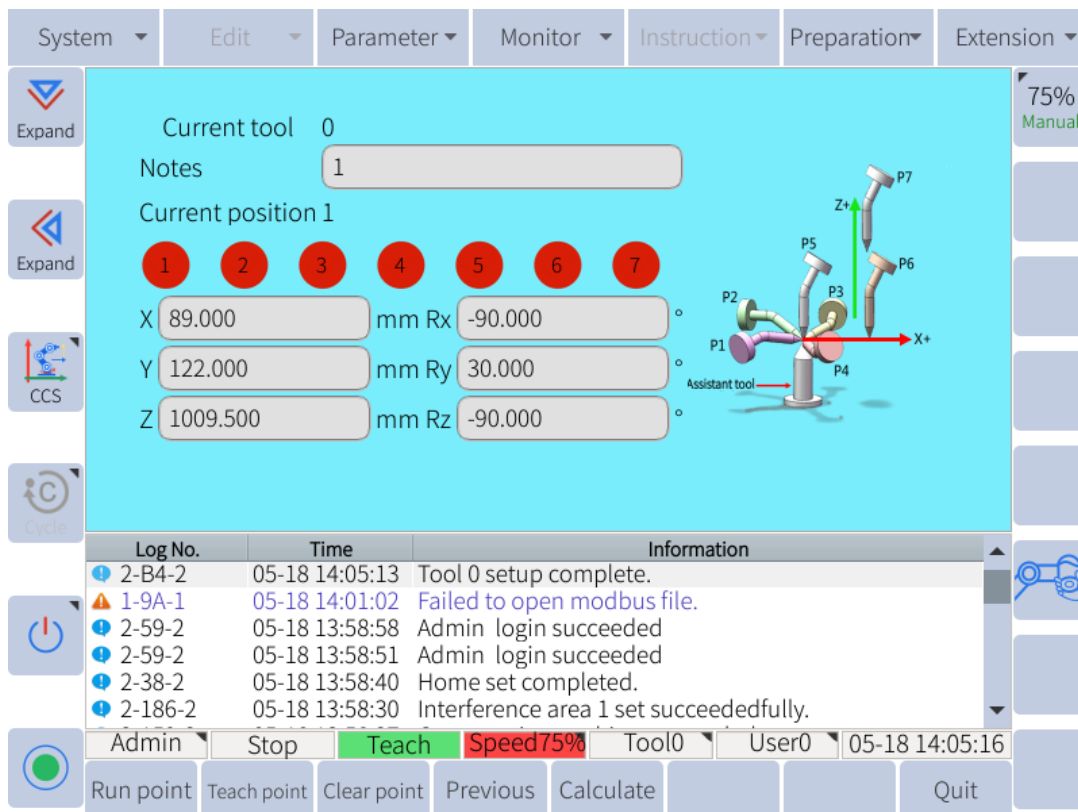 System Edit Parameter Monitor Instruction Preparation Extension
Expand
75%
Manual
Current tool 0
Notes 1
Current position 1
1 2 3 4 5 6 7
X 89.000 mm Rx -90.000 °
Y 122.000 mm Ry 30.000 °
Z 1009.500 mm Rz -90.000 °
P7
Z+
P5
P6
P2
P3
P1
X+
P4
Assistant tool
Expand
CCS
Cycle
Log No. Time Information
2-B4-2 05-18 14:05:13 Tool 0 setup complete.
1-9A-1 05-18 14:01:02 Failed to open modbus file.
2-59-2 05-18 13:58:58 Admin login succeeded
2-59-2 05-18 13:58:51 Admin login succeeded
2-38-2 05-18 13:58:40 Home set completed.
2-186-2 05-18 13:58:30 Interference area 1 set succeededfully.
Admin Stop Teach Speed75% Tool0 User0 05-18 14:05:16
Run point Teach point Clear point Previous Calculate Quit